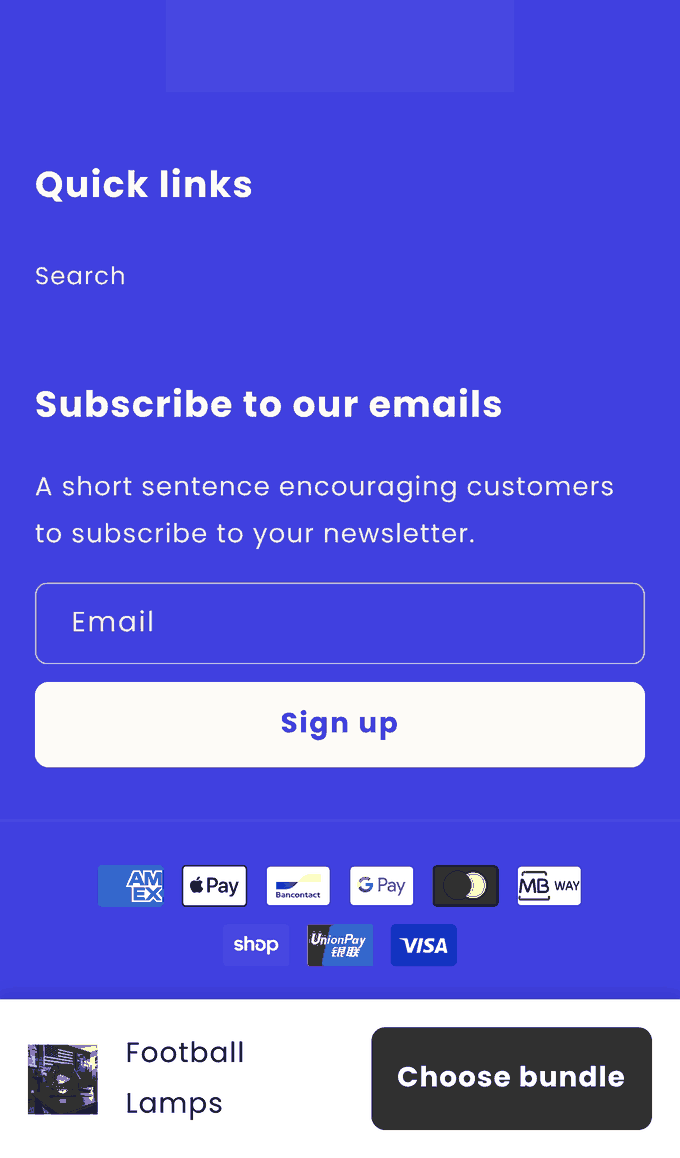 Quick links
Search
Subscribe to our emails
A short sentence encouraging customers
to subscribe to your newsletter.
Email
Sign up
AM
EX
Pay
Bancontact
G Pay
MB WAY
shop
UnionPay
银联
VISA
Football
Lamps
Choose bundle